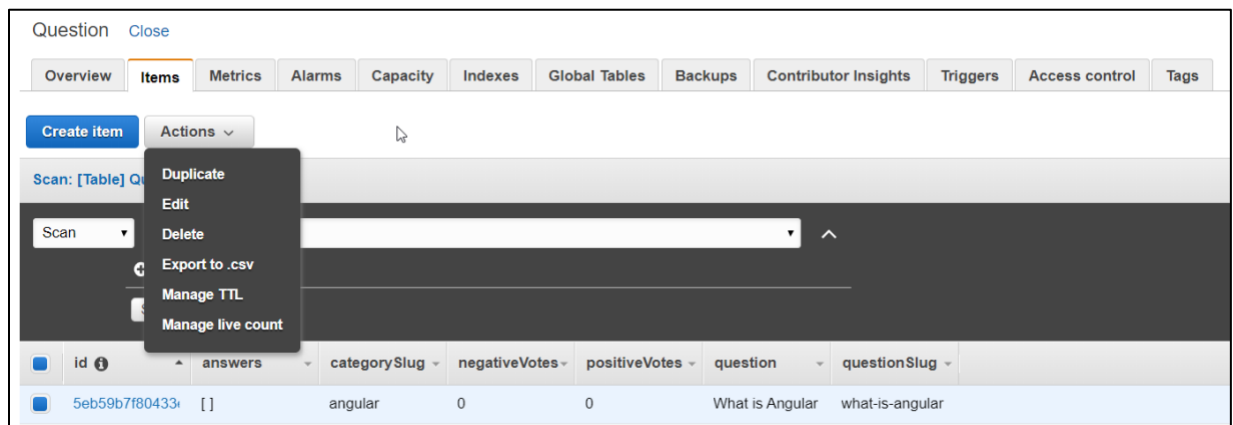 Question Close
Overview Items Metrics Alarms Capacity Indexes Global Tables Backups Contributor Insights Triggers Access control Tags
Create item Actions
Scan: [Table]
Duplicate
Edit
Scan
Delete
Export to .csv
Manage TTL
Manage live count
id answers categorySlug negativeVotes positiveVotes question questionSlug
5eb59b7f80433 [ ] angular 0 0 What is Angular what-is-angular